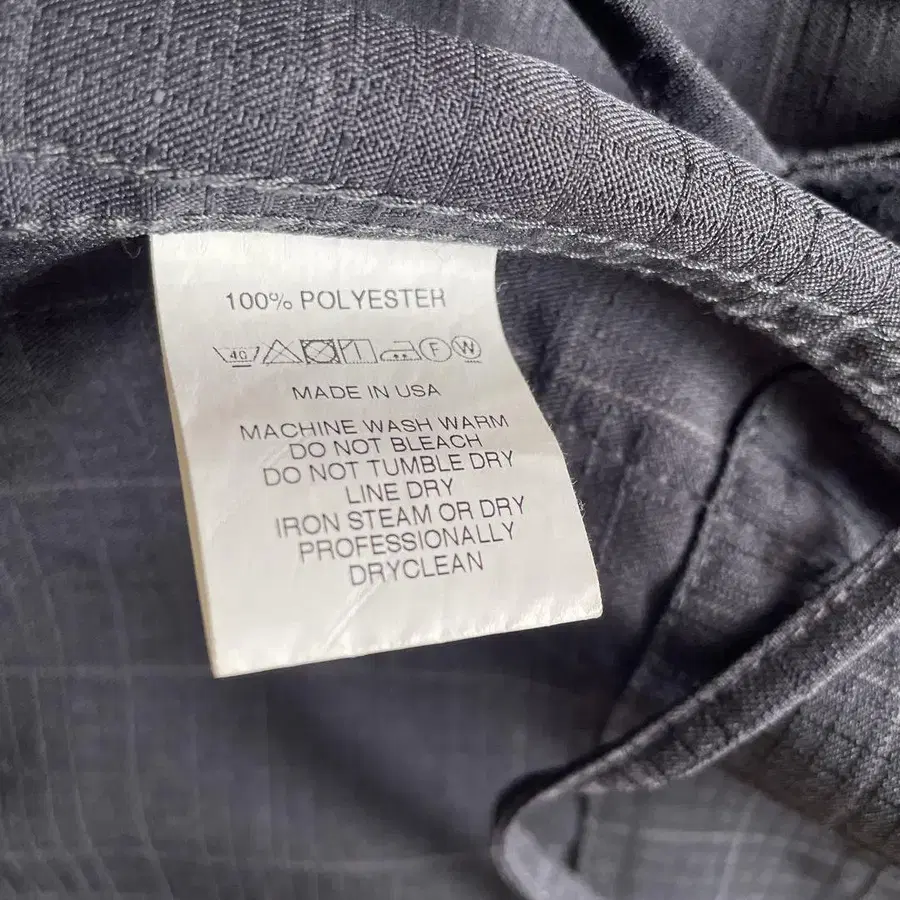 100% POLYESTER
40 F W
MADE IN USA
MACHINE WASH WARM
DO NOT BLEACH
DO NOT TUMBLE DRY
LINE DRY
IRON STEAM OR DRY
PROFESSIONALLY
DRYCLEAN